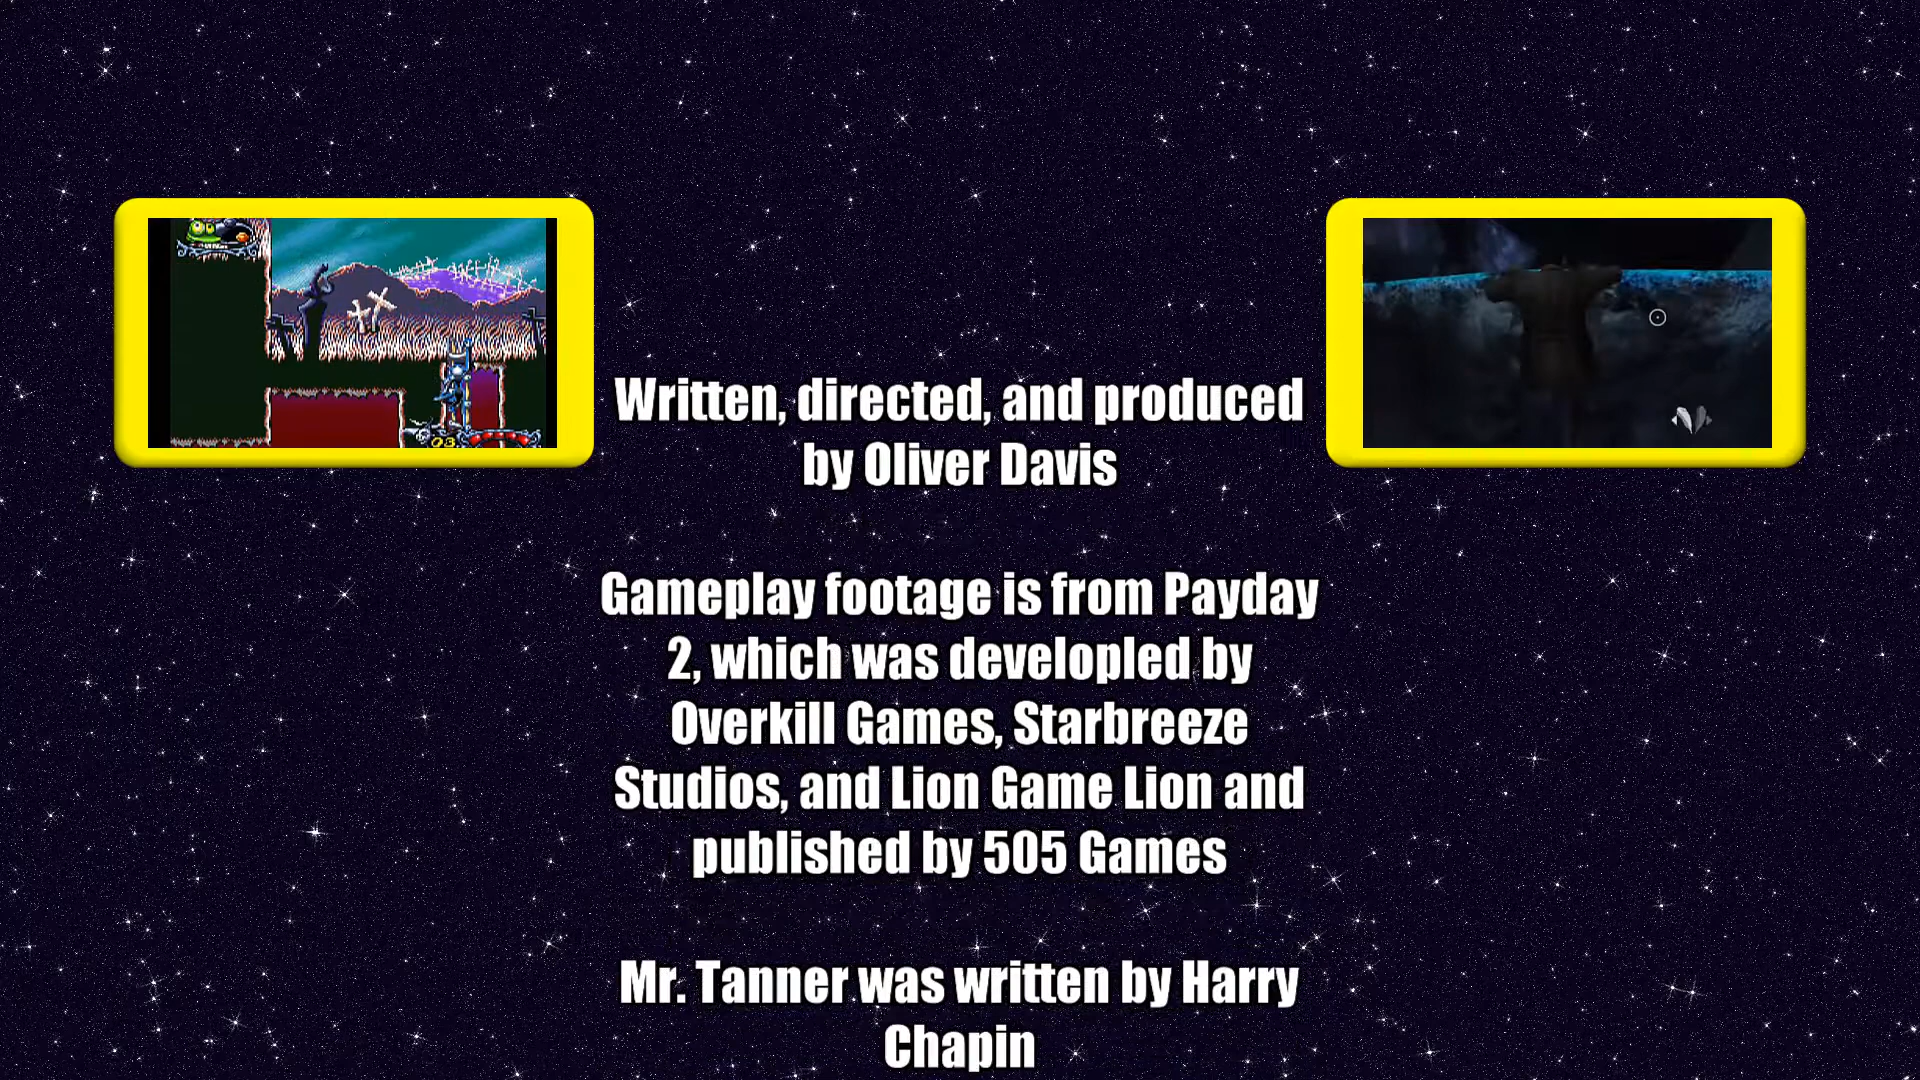 Written, directed, and produced
by Oliver Davis
Gameplay footage is from Payday
2, which was developled by
Overkill Games, Starbreeze
Studios, and Lion Game Lion and
published by 505 Games
Mr. Tanner was written by Harry
Chapin
03